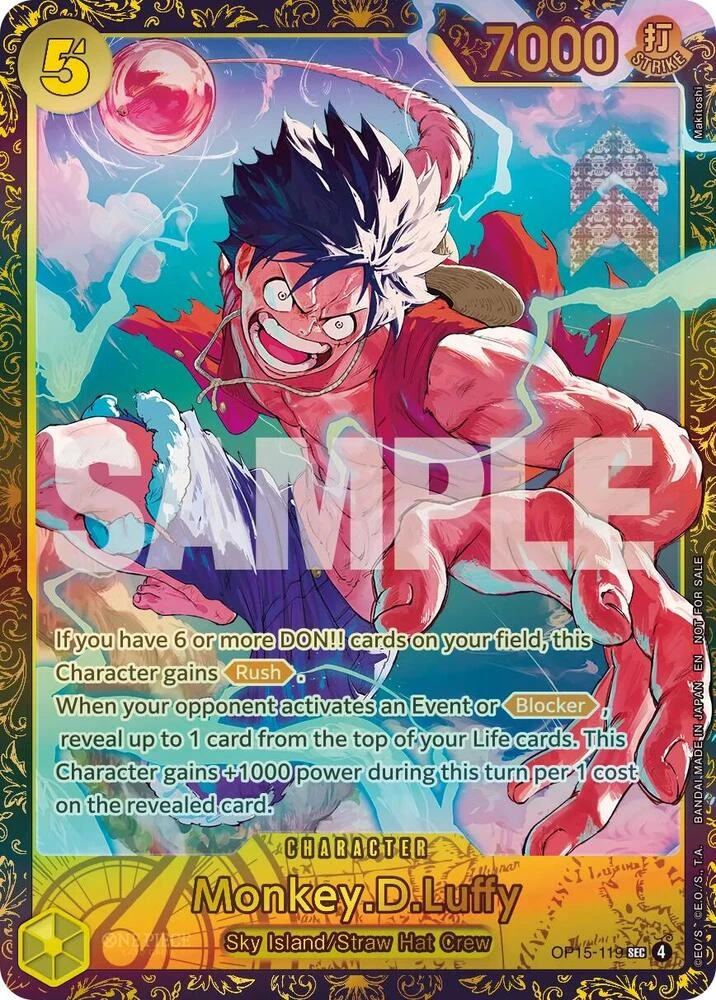 5
7000
打
STRIKE
Makitoshi
SAMPLE
If you have 6 or more DON!! cards on your field, this
Character gains Rush.
When your opponent activates an Event or Blocker,
reveal up to 1 card from the top of your Life cards. This
Character gains +1000 power during this turn per 1 cost
on the revealed card.
CHARACTER
Monkey.D.Luffy
Sky Island/Straw Hat Crew
ONE PIECE
CARD GAME
OP15-119 SEC 4
©EO/S ©E.O./S., T.A. BANDAI MADE IN JAPAN EN NOT FOR SALE